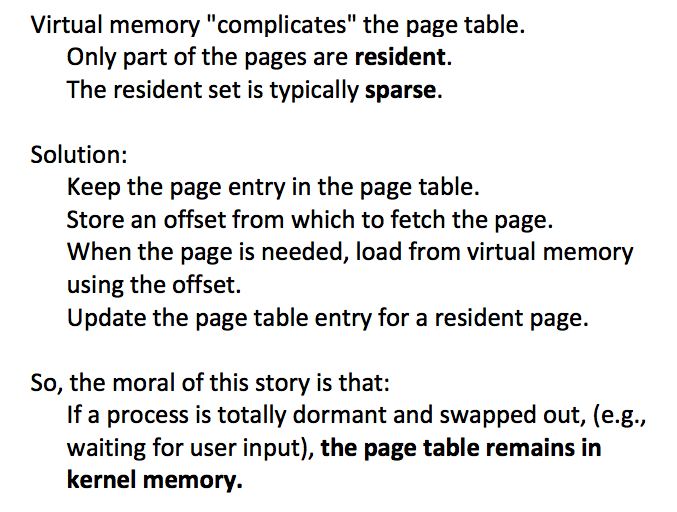 Virtual memory "complicates" the page table.
Only part of the pages are resident.
The resident set is typically sparse.
Solution:
Keep the page entry in the page table.
Store an offset from which to fetch the page.
When the page is needed, load from virtual memory
using the offset.
Update the page table entry for a resident page.
So, the moral of this story is that:
If a process is totally dormant and swapped out, (e.g.,
waiting for user input), the page table remains in
kernel memory.